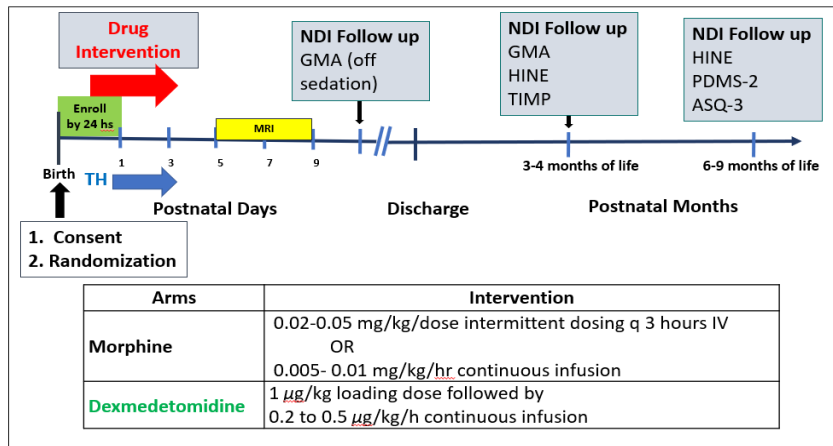 Drug
Intervention
NDI Follow up
GMA (off
sedation)
NDI Follow up
GMA
HINE
TIMP
NDI Follow up
HINE
PDMS-2
ASQ-3
Enroll
by 24 hs
MRI
1
3
5
7
9
Birth
TH
3-4 months of life
6-9 months of life
Postnatal Days
Discharge
Postnatal Months
1. Consent
2. Randomization
Arms
Intervention
Morphine
0.02-0.05 mg/kg/dose intermittent dosing q 3 hours IV
OR
0.005- 0.01 mg/kg/hr continuous infusion
Dexmedetomidine
1 μg/kg loading dose followed by
0.2 to 0.5 μg/kg/h continuous infusion